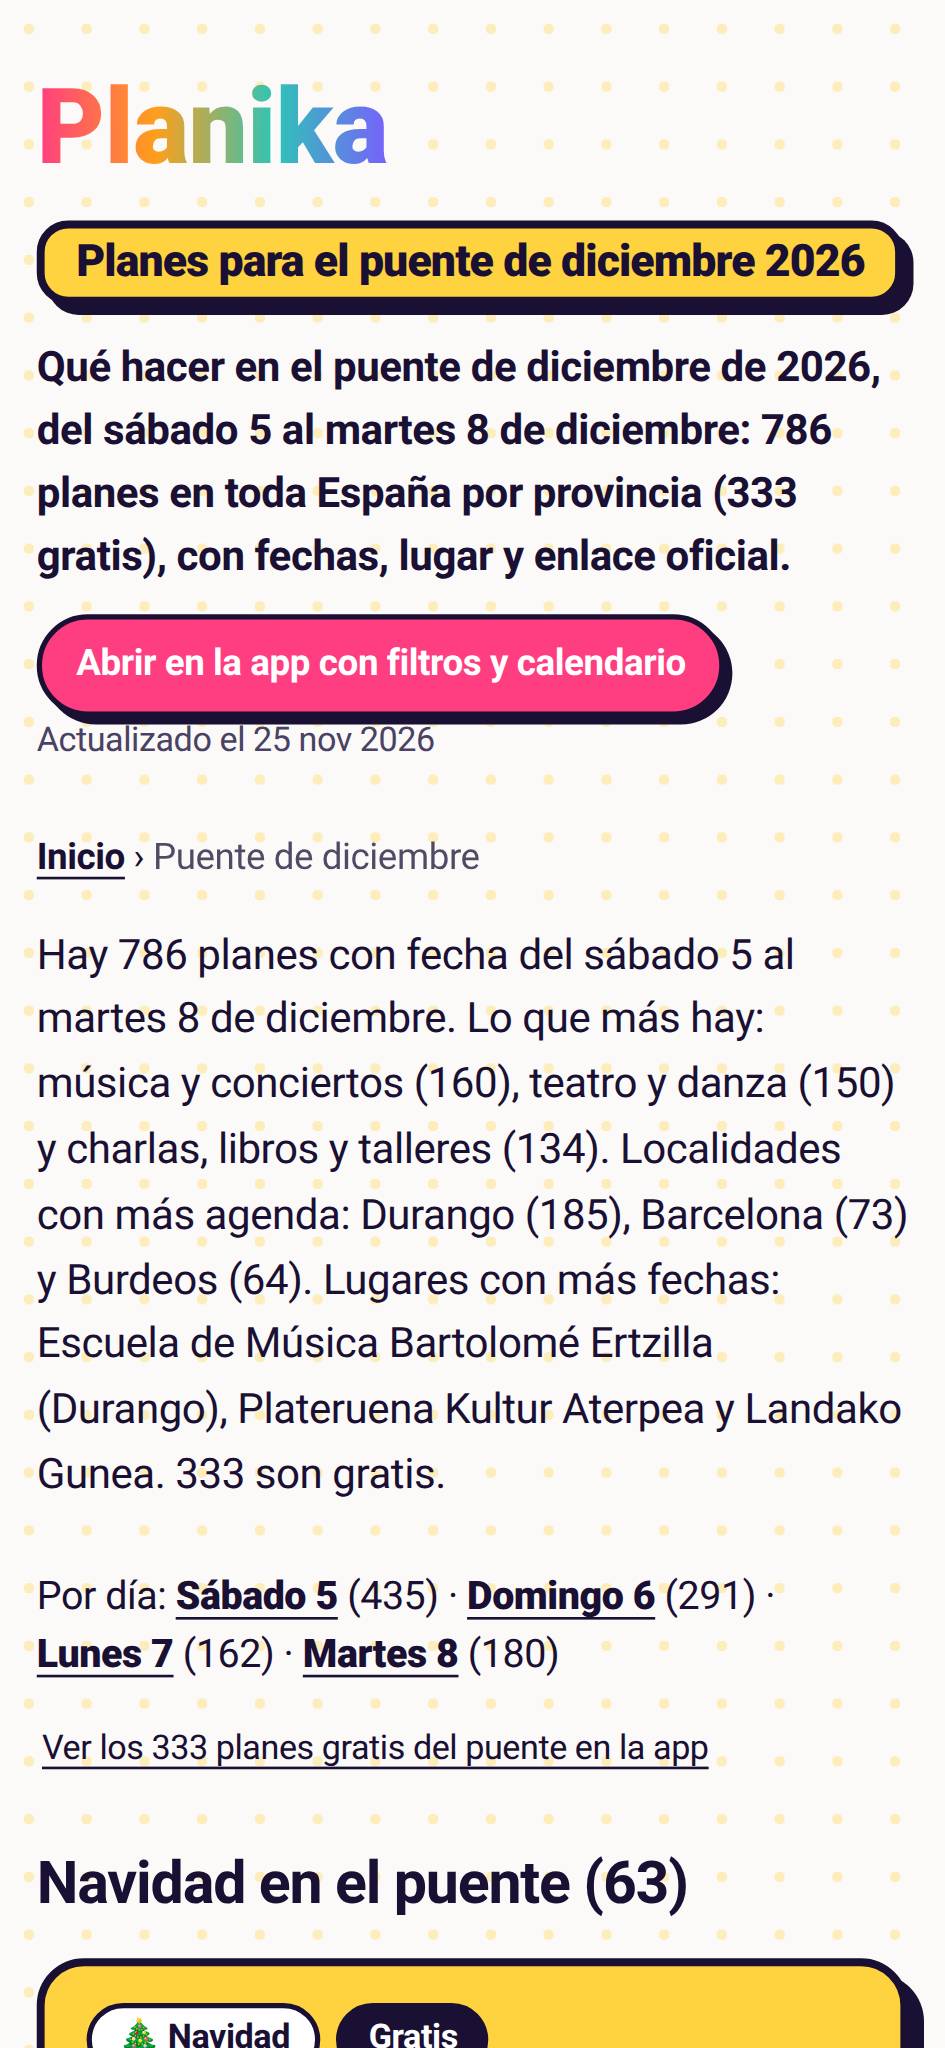 Planika
Planes para el puente de diciembre 2026
Qué hacer en el puente de diciembre de 2026,
del sábado 5 al martes 8 de diciembre: 786
planes en toda España por provincia (333
gratis), con fechas, lugar y enlace oficial.
Abrir en la app con filtros y calendario
Actualizado el 25 nov 2026
Inicio › Puente de diciembre
Hay 786 planes con fecha del sábado 5 al
martes 8 de diciembre. Lo que más hay:
música y conciertos (160), teatro y danza (150)
y charlas, libros y talleres (134). Localidades
con más agenda: Durango (185), Barcelona (73)
y Burdeos (64). Lugares con más fechas:
Escuela de Música Bartolomé Ertzilla
(Durango), Plateruena Kultur Aterpea y Landako
Gunea. 333 son gratis.
Por día: Sábado 5 (435) · Domingo 6 (291) ·
Lunes 7 (162) · Martes 8 (180)
Ver los 333 planes gratis del puente en la app
Navidad en el puente (63)
🎄 Navidad Gratis